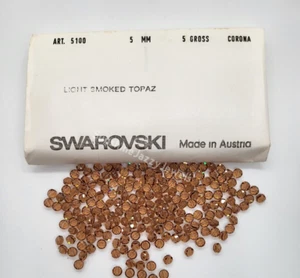 ART. 5100 5 MM 5 GROSS CORONA
LIGHT SMOKED TOPAZ
SWAROVSKI Made in Austria